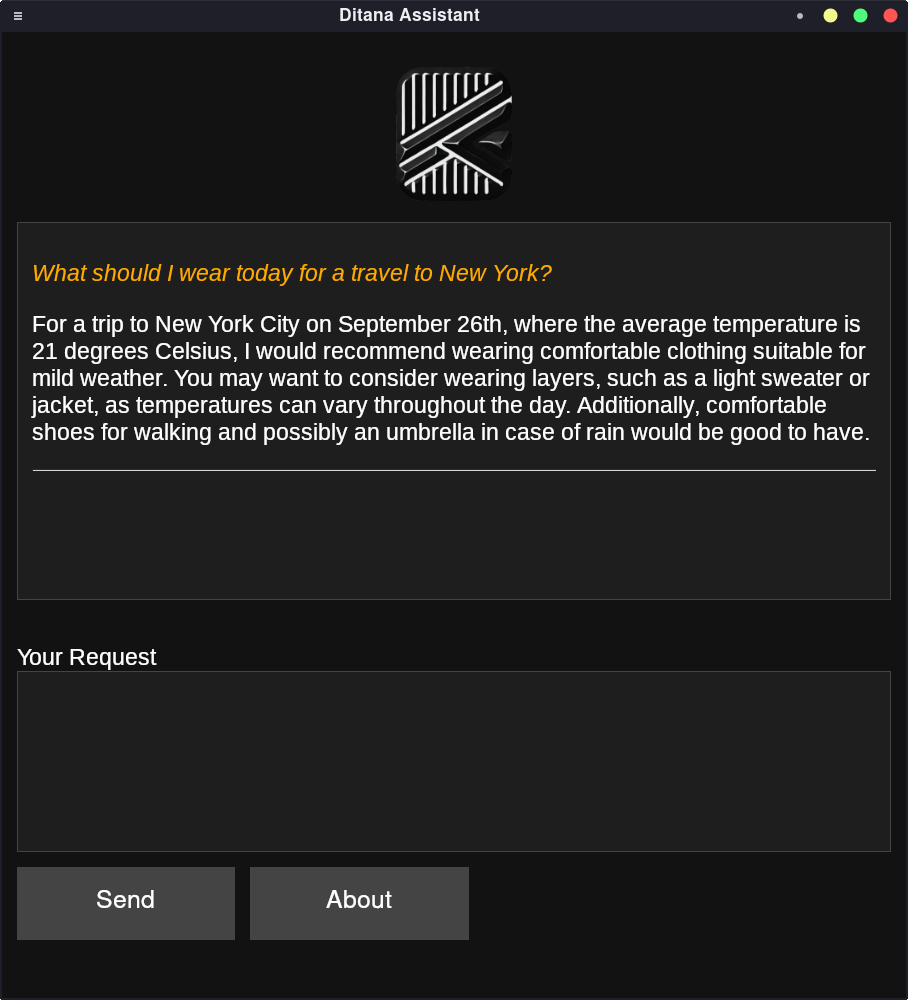 Ditana Assistant
What should I wear today for a travel to New York?
For a trip to New York City on September 26th, where the average temperature is
21 degrees Celsius, I would recommend wearing comfortable clothing suitable for
mild weather. You may want to consider wearing layers, such as a light sweater or
jacket, as temperatures can vary throughout the day. Additionally, comfortable
shoes for walking and possibly an umbrella in case of rain would be good to have.
Your Request
Send
About